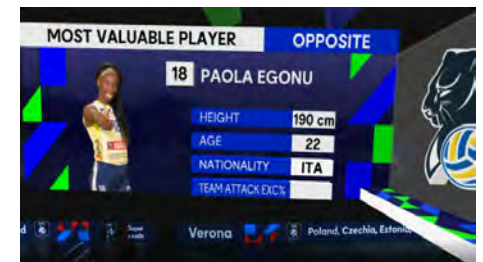 MOST VALUABLE PLAYER OPPOSITE
18 PAOLA EGONU
HEIGHT 190 cm
AGE 22
NATIONALITY ITA
TEAM ATTACK EXC%
Verona Poland, Czechia, Estonia